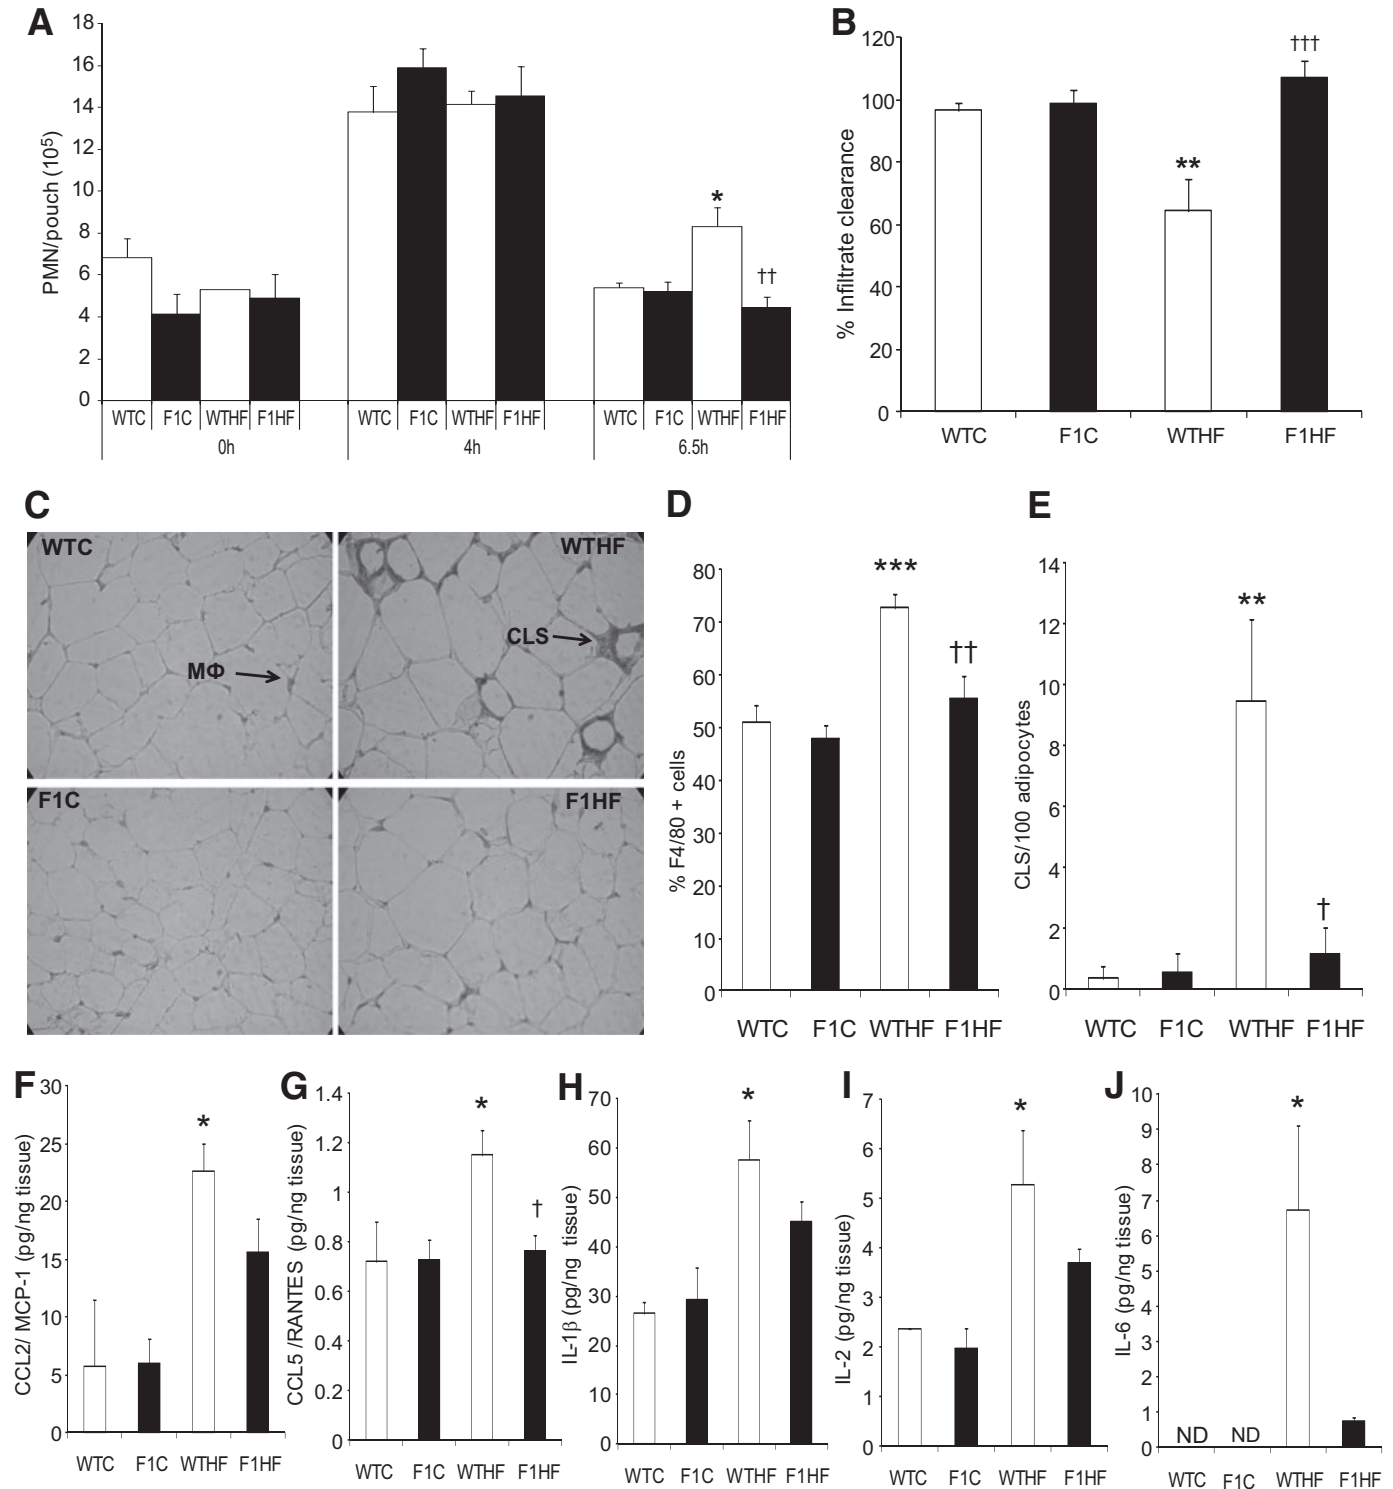 A
PMN/pouch (10⁵)
18
16
14
12
10
8
6
4
2
0
*
††
WTC F1C WTHF F1HF WTC F1C WTHF F1HF WTC F1C WTHF F1HF
0h 4h 6.5h
B
% Infiltrate clearance
120
100
80
60
40
20
0
**
†††
WTC F1C WTHF F1HF
C
WTC
MΦ
WTHF
CLS
F1C
F1HF
D
% F4/80 + cells
80
70
60
50
40
30
20
10
0
***
††
WTC F1C WTHF F1HF
E
CLS/100 adipocytes
14
12
10
8
6
4
2
0
**
†
WTC F1C WTHF F1HF
F
CCL2/ MCP-1 (pg/ng tissue)
30
25
20
15
10
5
0
*
WTC F1C WTHF F1HF
G
CCL5 /RANTES (pg/ng tissue)
1.4
1.2
1
0.8
0.6
0.4
0.2
0
*
†
WTC F1C WTHF F1HF
H
IL-1β (pg/ng tissue)
70
60
50
40
30
20
10
0
*
WTC F1C WTHF F1HF
I
IL-2 (pg/ng tissue)
7
6
5
4
3
2
1
0
*
WTC F1C WTHF F1HF
J
IL-6 (pg/ng tissue)
10
9
8
7
6
5
4
3
2
1
0
*
ND ND
WTC F1C WTHF F1HF